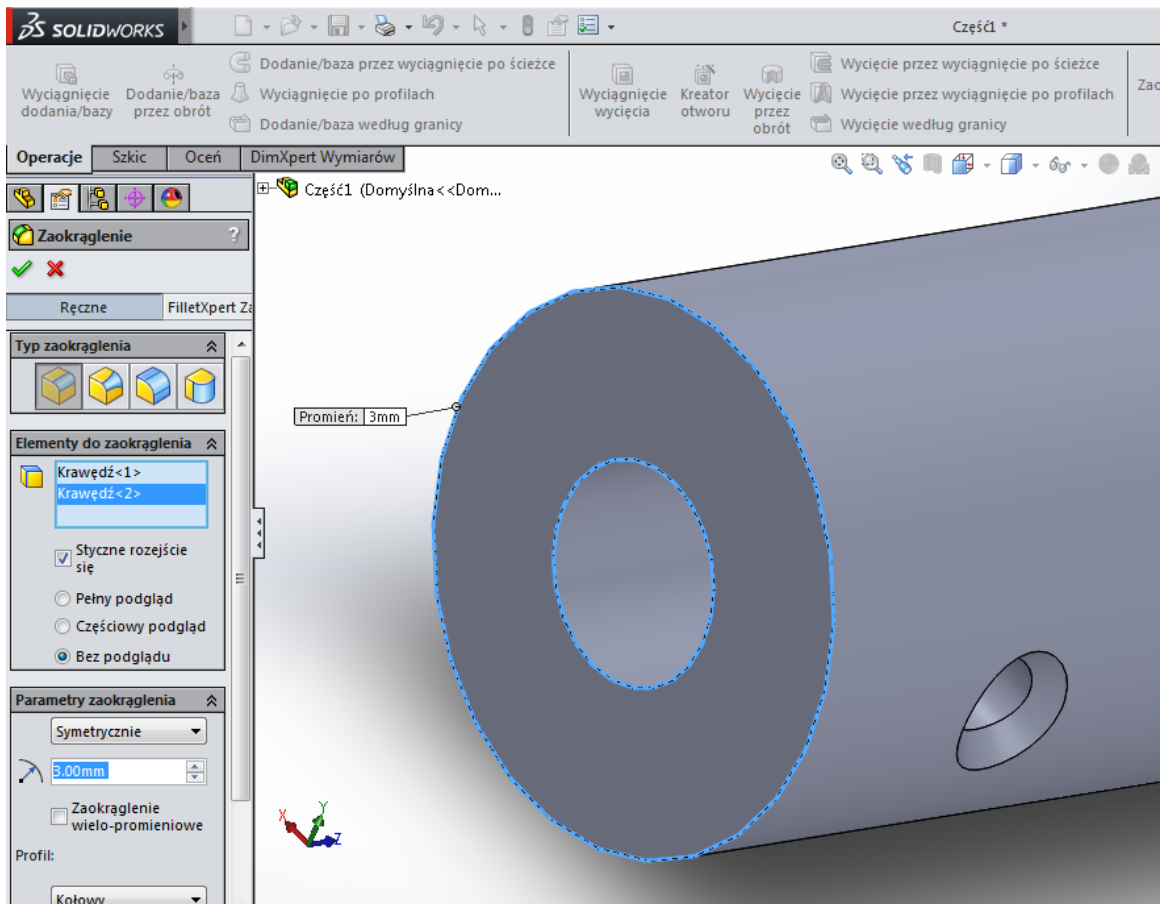 SOLIDWORKS
Część1 *
Wyciągnięcie
dodania/bazy
Dodanie/baza
przez obrót
Dodanie/baza przez wyciągnięcie po ścieżce
Wyciągnięcie po profilach
Dodanie/baza według granicy
Wyciągnięcie
wycięcia
Kreator
otworu
Wycięcie
przez
obrót
Wycięcie przez wyciągnięcie po ścieżce
Wycięcie przez wyciągnięcie po profilach
Wycięcie według granicy
Zao
Operacje Szkic Oceń DimXpert Wymiarów
Część1 (Domyślna<<Dom...
Zaokrąglenie ?
Ręczne FilletXpert Za
Typ zaokrąglenia
Elementy do zaokrąglenia
Krawędź<1>
Krawędź<2>
Styczne rozejście
się
Pełny podgląd
Częściowy podgląd
Bez podglądu
Parametry zaokrąglenia
Symetrycznie
3.00mm
Zaokrąglenie
wielo-promieniowe
Profil:
Kołowy
Promień: 3mm
X
Y
Z